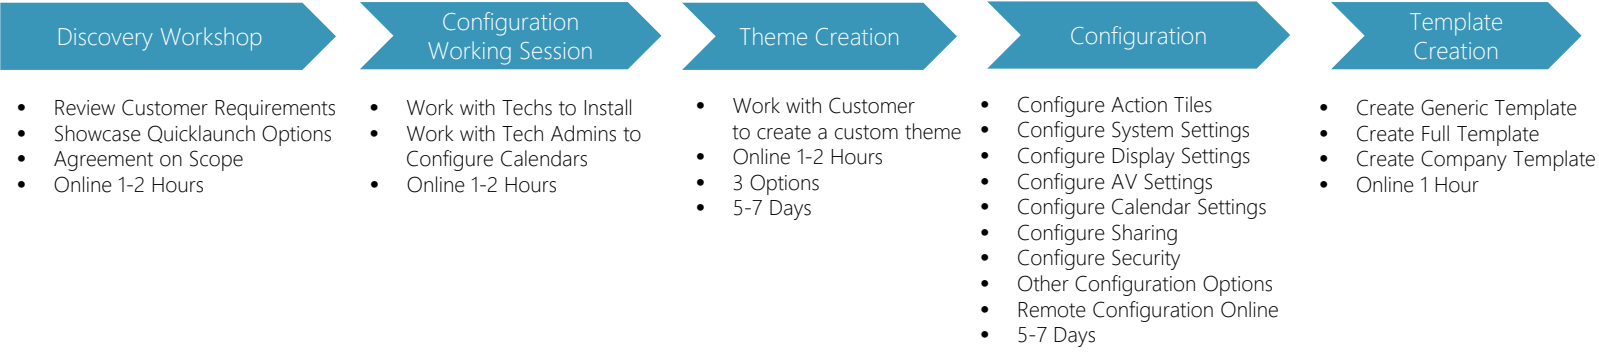 Discovery Workshop
• Review Customer Requirements
• Showcase Quicklaunch Options
• Agreement on Scope
• Online 1-2 Hours
Configuration
Working Session
• Work with Techs to Install
• Work with Tech Admins to
Configure Calendars
• Online 1-2 Hours
Theme Creation
• Work with Customer
to create a custom theme
• Online 1-2 Hours
• 3 Options
• 5-7 Days
Configuration
• Configure Action Tiles
• Configure System Settings
• Configure Display Settings
• Configure AV Settings
• Configure Calendar Settings
• Configure Sharing
• Configure Security
• Other Configuration Options
• Remote Configuration Online
• 5-7 Days
Template
Creation
• Create Generic Template
• Create Full Template
• Create Company Template
• Online 1 Hour